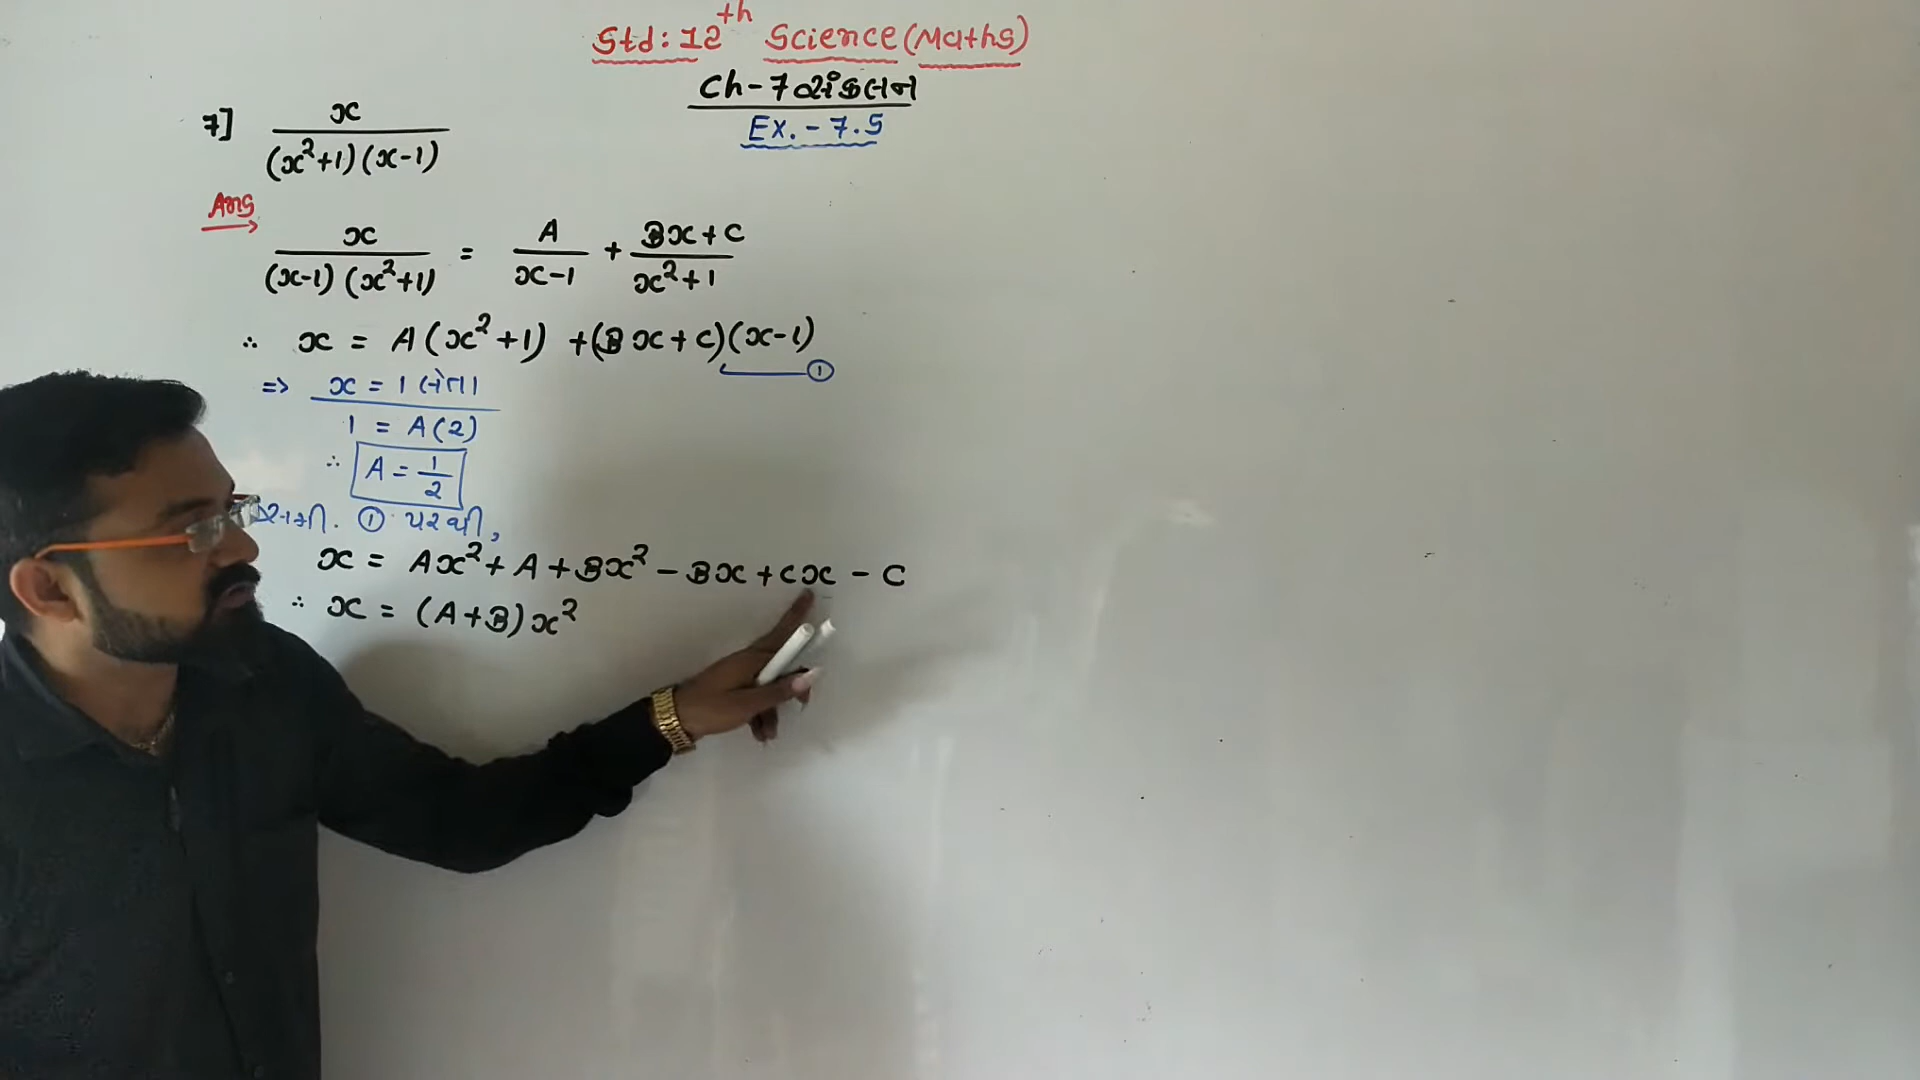 Std: 12th Science (Maths)
Ch - 7 સંકલન
Ex. - 7.5
7] x / (x²+1)(x-1)
Ans →
x / (x-1)(x²+1) = A / x-1 + Bx+C / x²+1
∴ x = A(x²+1) + (Bx+C)(x-1)
①
=> x = 1 લેતા
1 = A(2)
∴ A = 1/2
① પરથી,
x = Ax² + A + Bx² - Bx + Cx - C
∴ x = (A+B)x²